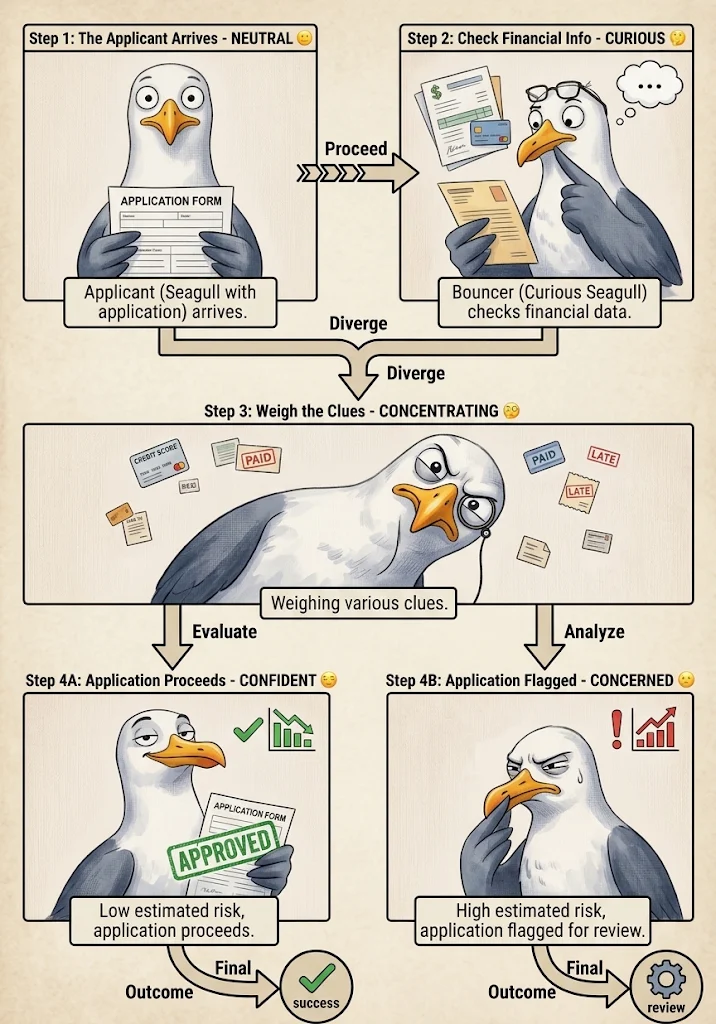 Step 1: The Applicant Arrives - NEUTRAL 😐
Step 2: Check Financial Info - CURIOUS 🤔
APPLICATION FORM
$
...
Proceed
Applicant (Seagull with
application) arrives.
Bouncer (Curious Seagull)
checks financial data.
Diverge
Diverge
Step 3: Weigh the Clues - CONCENTRATING 🧐
CREDIT SCORE
PAID
PAID
LATE
LATE
Weighing various clues.
Evaluate
Analyze
Step 4A: Application Proceeds - CONFIDENT 😌
Step 4B: Application Flagged - CONCERNED 🙁
APPLICATION FORM
APPROVED
!
Low estimated risk,
application proceeds.
High estimated risk,
application flagged for review.
Final
Outcome
success
Final
Outcome
review